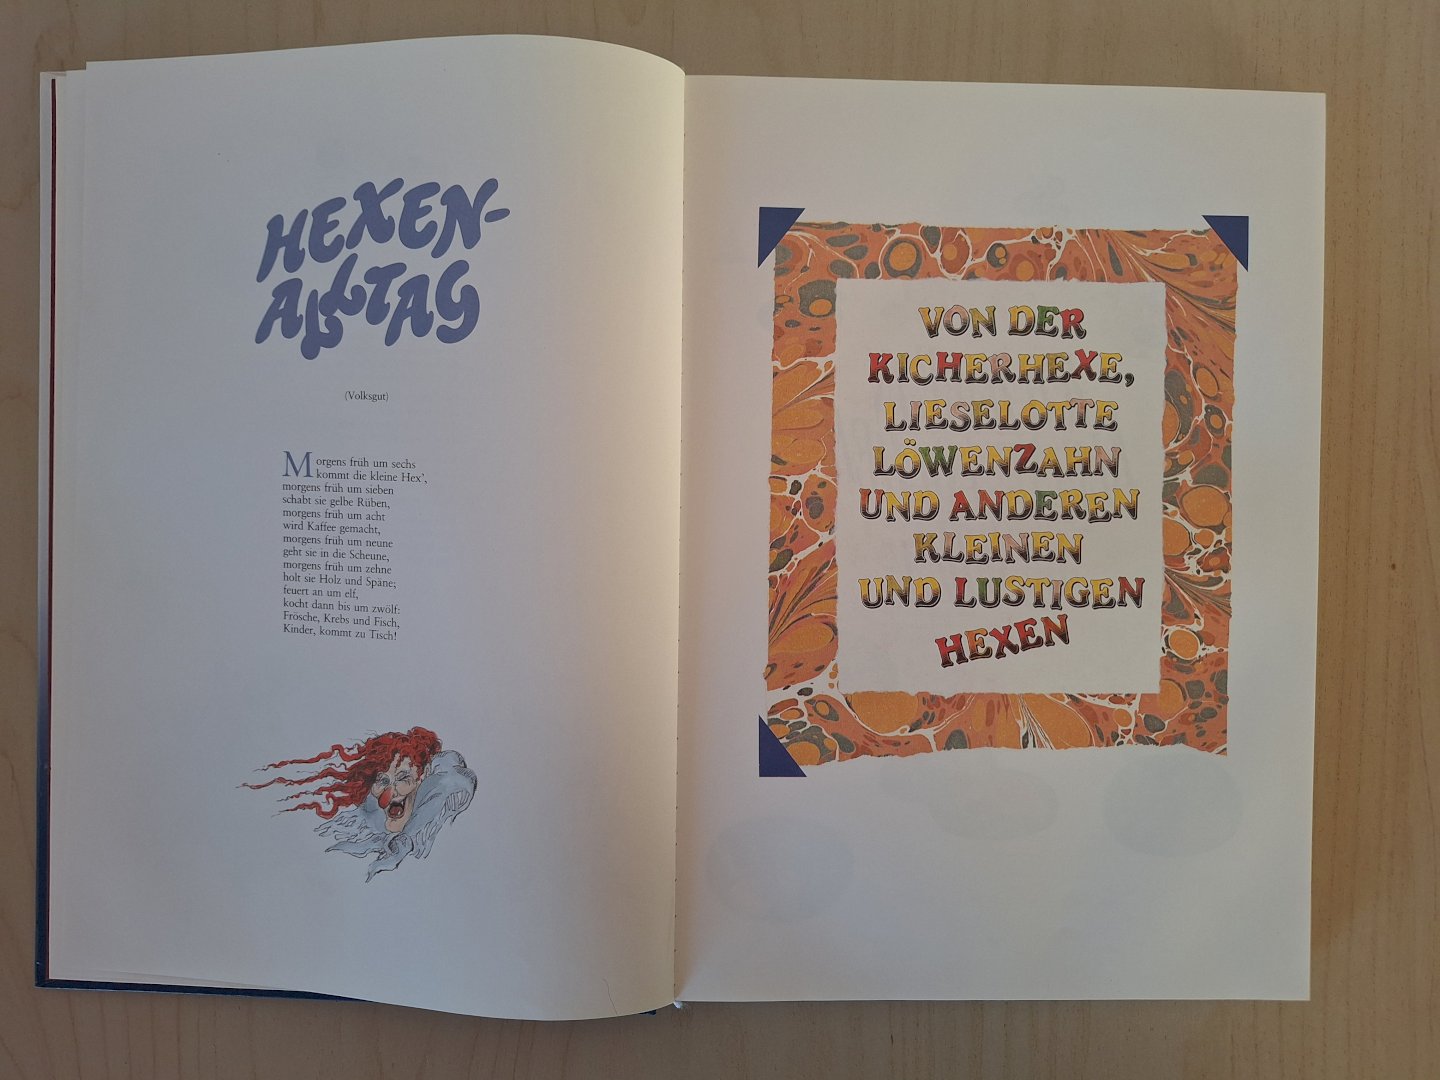 HEXEN-
ALLTAG
(Volksgut)
Morgens früh um sechs
kommt die kleine Hex’,
morgens früh um sieben
schabt sie gelbe Rüben,
morgens früh um acht
wird Kaffee gemacht,
morgens früh um neune
geht sie in die Scheune,
morgens früh um zehne
holt sie Holz und Späne;
feuert an um elf,
kocht dann bis um zwölf:
Frösche, Krebs und Fisch,
Kinder, kommt zu Tisch!
VON DER
KICHERHEXE,
LIESELOTTE
LÖWENZAHN
UND ANDEREN
KLEINEN
UND LUSTIGEN
HEXEN